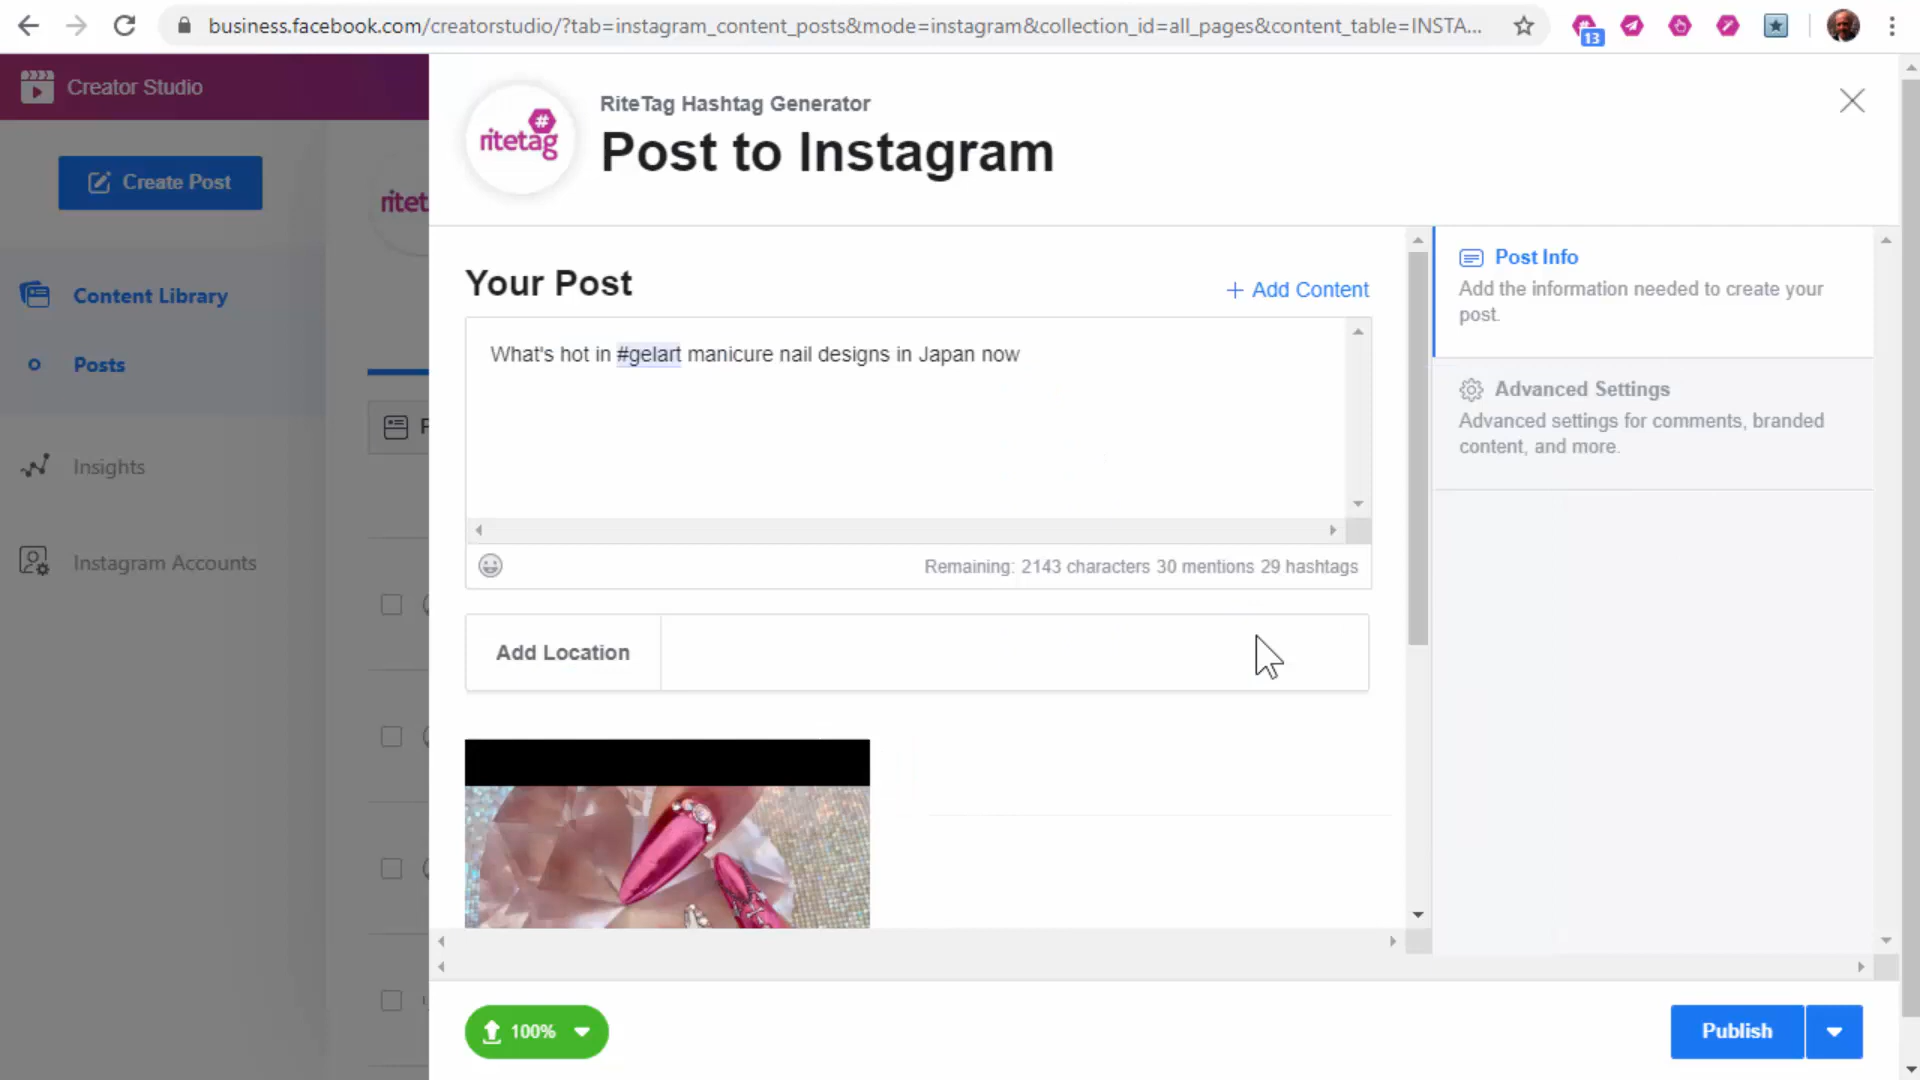 business.facebook.com/creatorstudio/?tab=instagram_content_posts&mode=instagram&collection_id=all_pages&content_table=INSTA...
13
Creator Studio
Create Post
Content Library
Posts
Insights
Instagram Accounts
ritet
#
ritetag
RiteTag Hashtag Generator
Post to Instagram
Your Post
+ Add Content
What's hot in #gelart manicure nail designs in Japan now
Remaining: 2143 characters 30 mentions 29 hashtags
Add Location
Post Info
Add the information needed to create your
post.
Advanced Settings
Advanced settings for comments, branded
content, and more.
100%
Publish